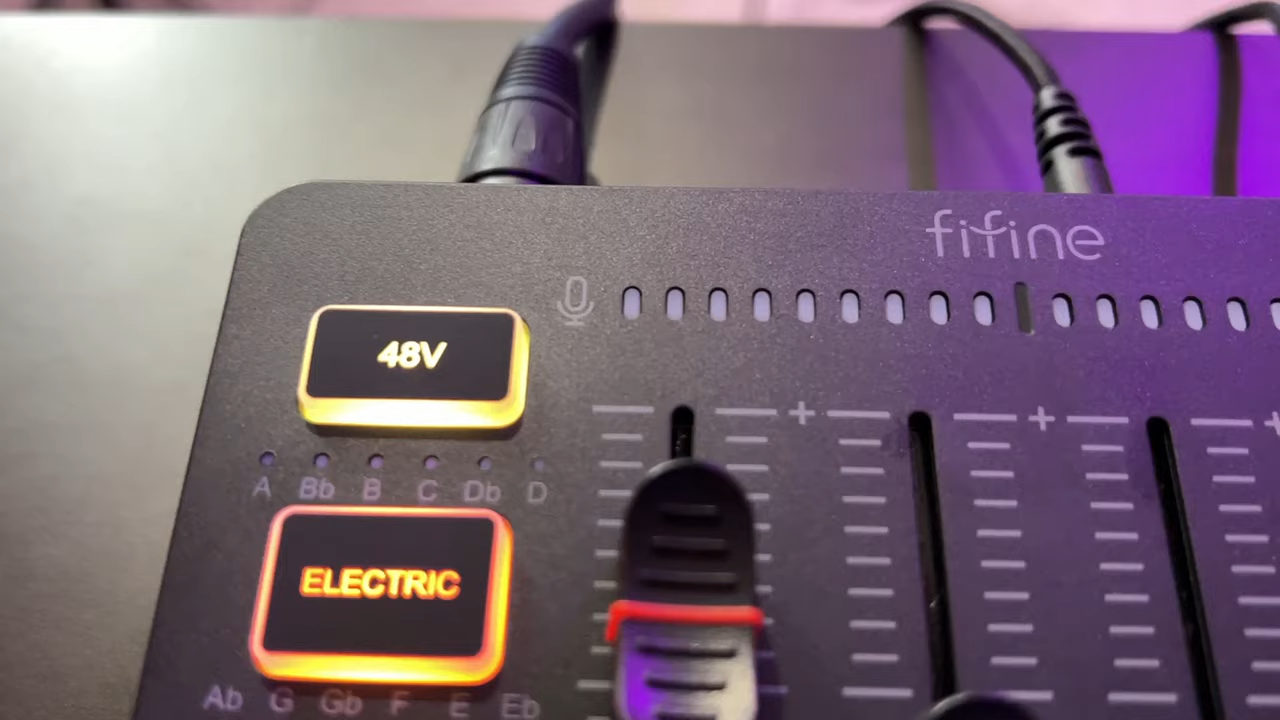 fifine
48V
+ +
A Bb B C Db D
ELECTRIC
Ab G Gb F E Eb